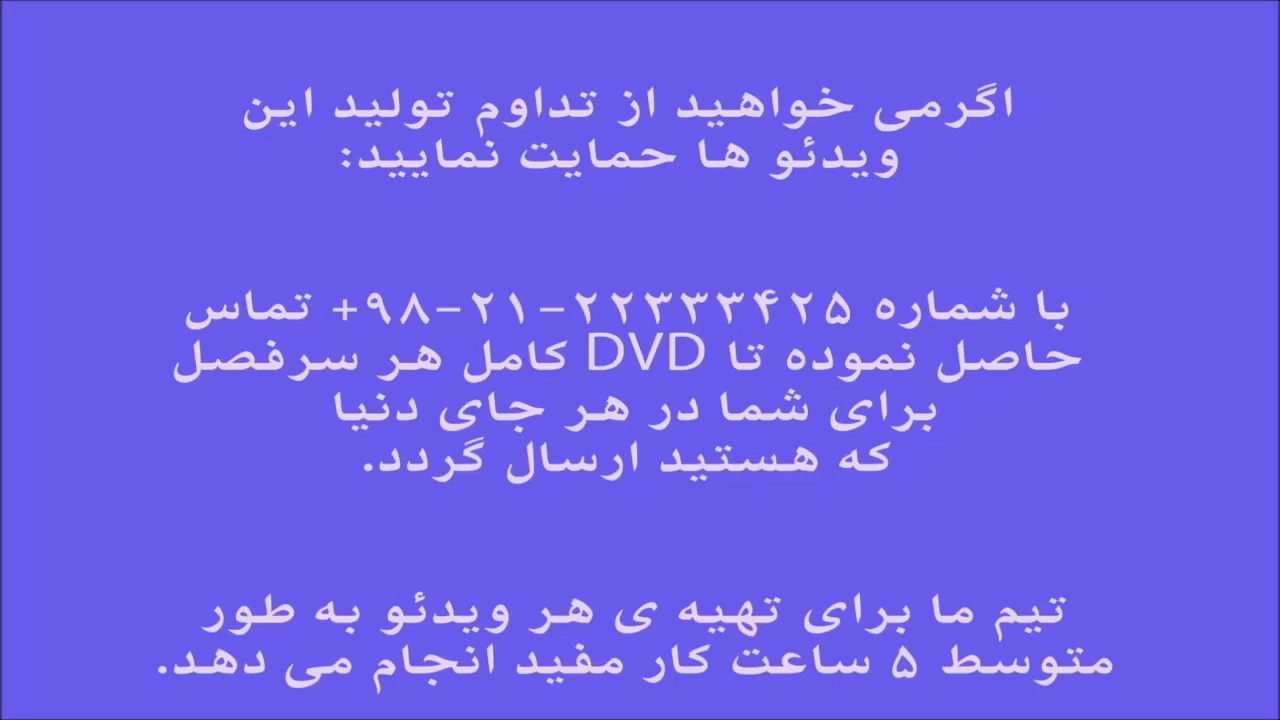 اگرمی خواهید از تداوم تولید این
ویدئو ها حمایت نمایید:
با شماره ۲۲۳۳۳۴۲۵-۲۱-۹۸+ تماس
حاصل نموده تا DVD کامل هر سرفصل
برای شما در هر جای دنیا
که هستید ارسال گردد.
تیم ما برای تهیه ی هر ویدئو به طور
متوسط ۵ ساعت کار مفید انجام می دهد.